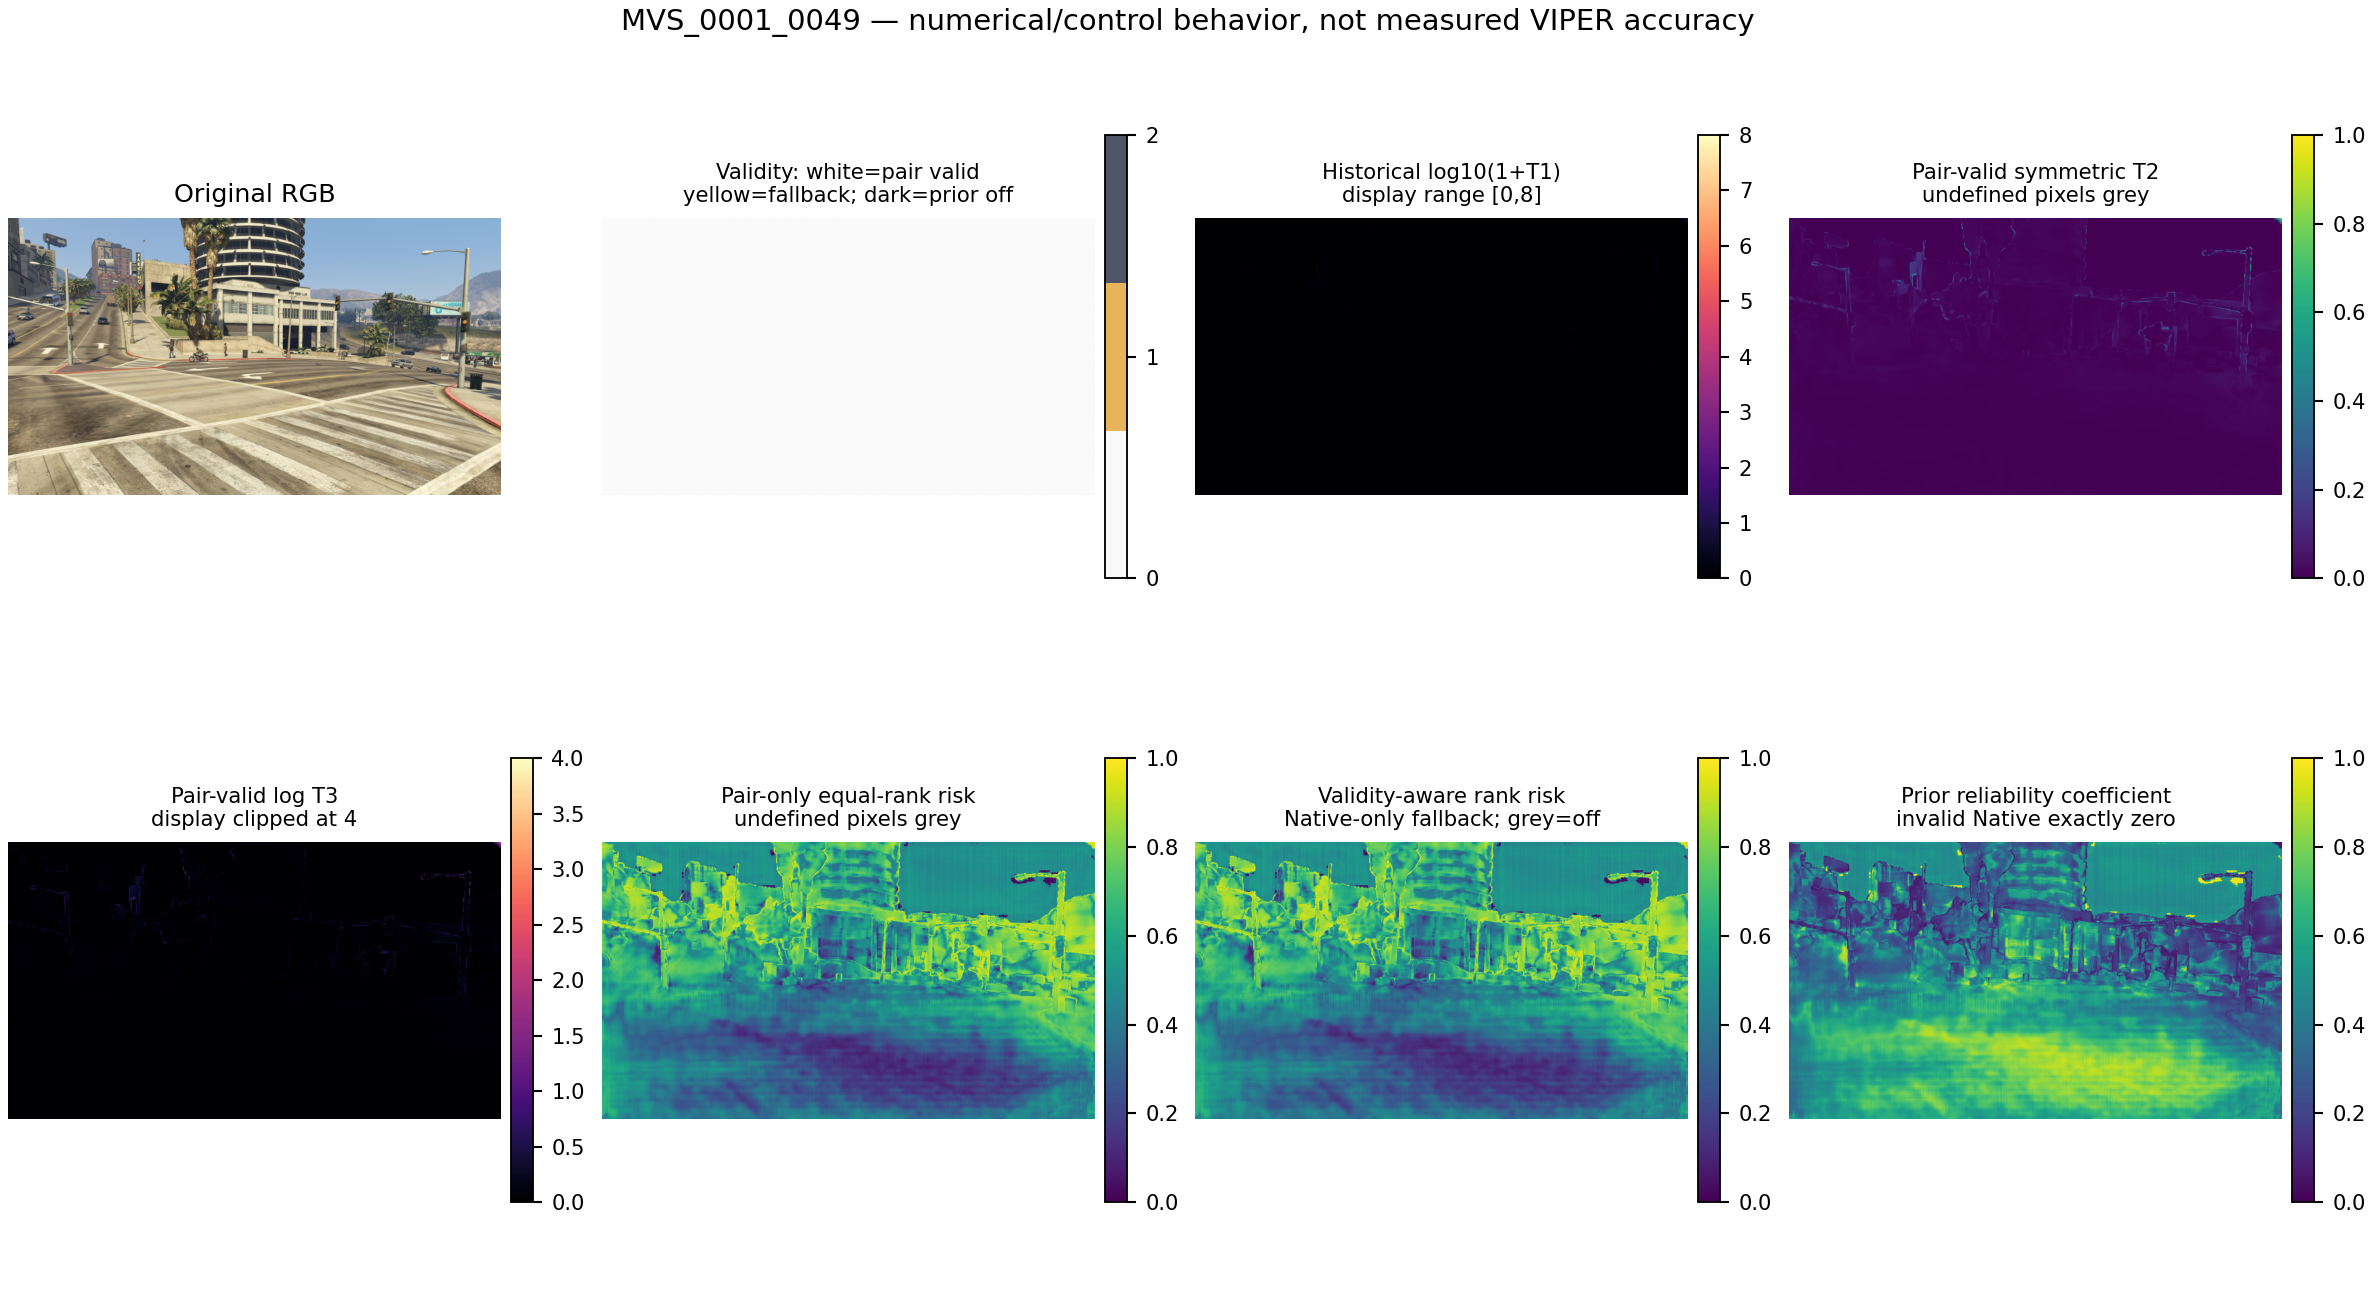 MVS_0001_0049 — numerical/control behavior, not measured VIPER accuracy
Original RGB
Validity: white=pair valid
yellow=fallback; dark=prior off
2
1
0
Historical log10(1+T1)
display range [0,8]
8
7
6
5
4
3
2
1
0
Pair-valid symmetric T2
undefined pixels grey
1.0
0.8
0.6
0.4
0.2
0.0
Pair-valid log T3
display clipped at 4
4.0
3.5
3.0
2.5
2.0
1.5
1.0
0.5
0.0
Pair-only equal-rank risk
undefined pixels grey
1.0
0.8
0.6
0.4
0.2
0.0
Validity-aware rank risk
Native-only fallback; grey=off
1.0
0.8
0.6
0.4
0.2
0.0
Prior reliability coefficient
invalid Native exactly zero
1.0
0.8
0.6
0.4
0.2
0.0